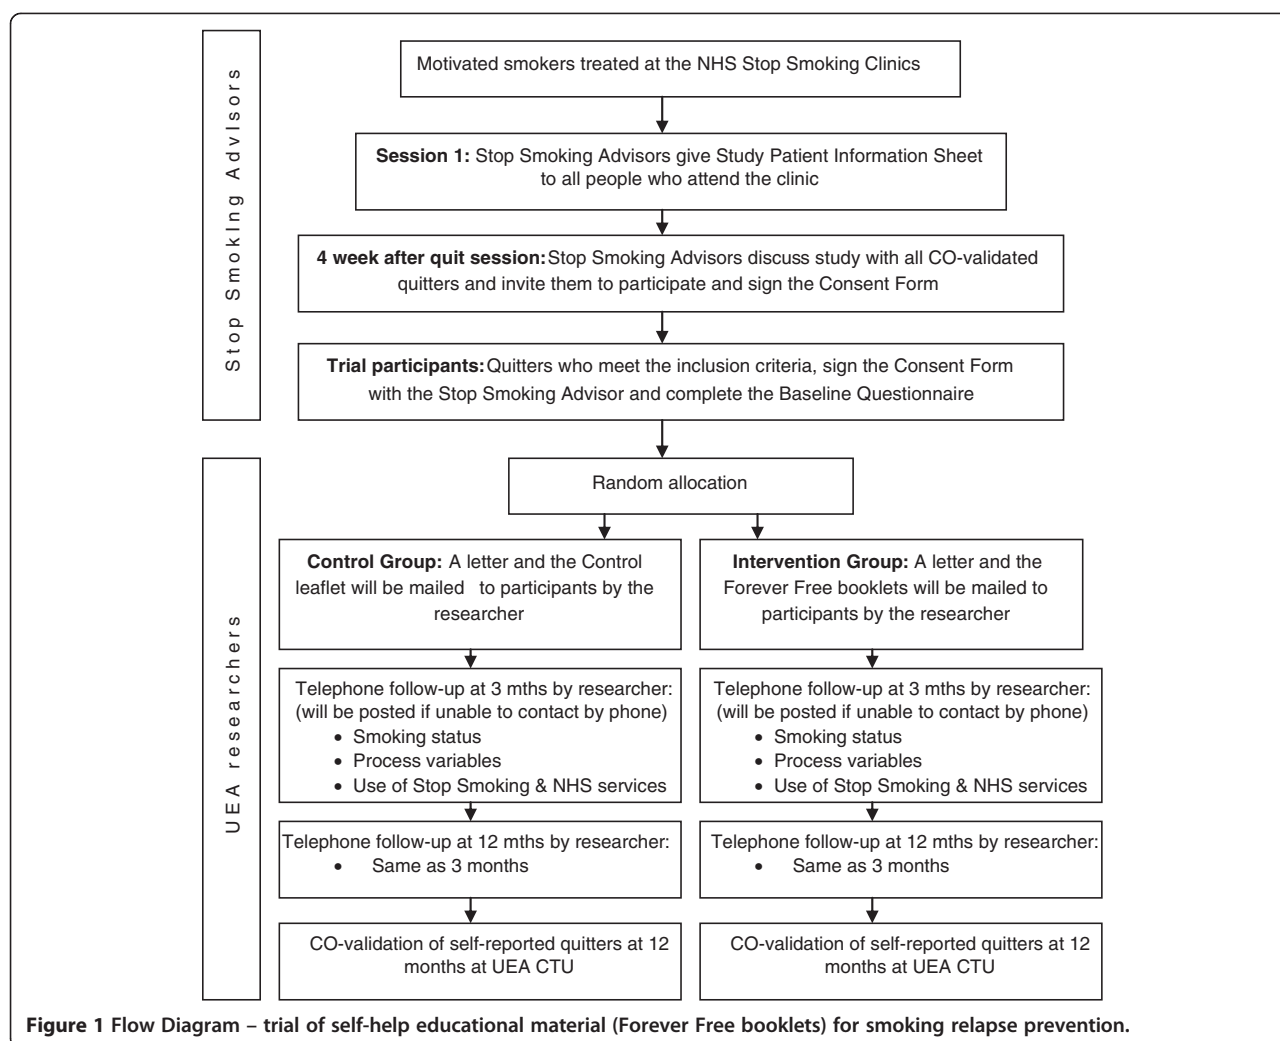 Stop Smoking Advisors
Motivated smokers treated at the NHS Stop Smoking Clinics
Session 1: Stop Smoking Advisors give Study Patient Information Sheet
to all people who attend the clinic
4 week after quit session: Stop Smoking Advisors discuss study with all CO-validated
quitters and invite them to participate and sign the Consent Form
Trial participants: Quitters who meet the inclusion criteria, sign the Consent Form
with the Stop Smoking Advisor and complete the Baseline Questionnaire
UEA researchers
Random allocation
Control Group: A letter and the Control
leaflet will be mailed to participants by the
researcher
Intervention Group: A letter and the
Forever Free booklets will be mailed to
participants by the researcher
Telephone follow-up at 3 mths by researcher:
(will be posted if unable to contact by phone)
• Smoking status
• Process variables
• Use of Stop Smoking & NHS services
Telephone follow-up at 3 mths by researcher:
(will be posted if unable to contact by phone)
• Smoking status
• Process variables
• Use of Stop Smoking & NHS services
Telephone follow-up at 12 mths by researcher:
• Same as 3 months
Telephone follow-up at 12 mths by researcher:
• Same as 3 months
CO-validation of self-reported quitters at 12
months at UEA CTU
CO-validation of self-reported quitters at 12
months at UEA CTU
Figure 1 Flow Diagram – trial of self-help educational material (Forever Free booklets) for smoking relapse prevention.